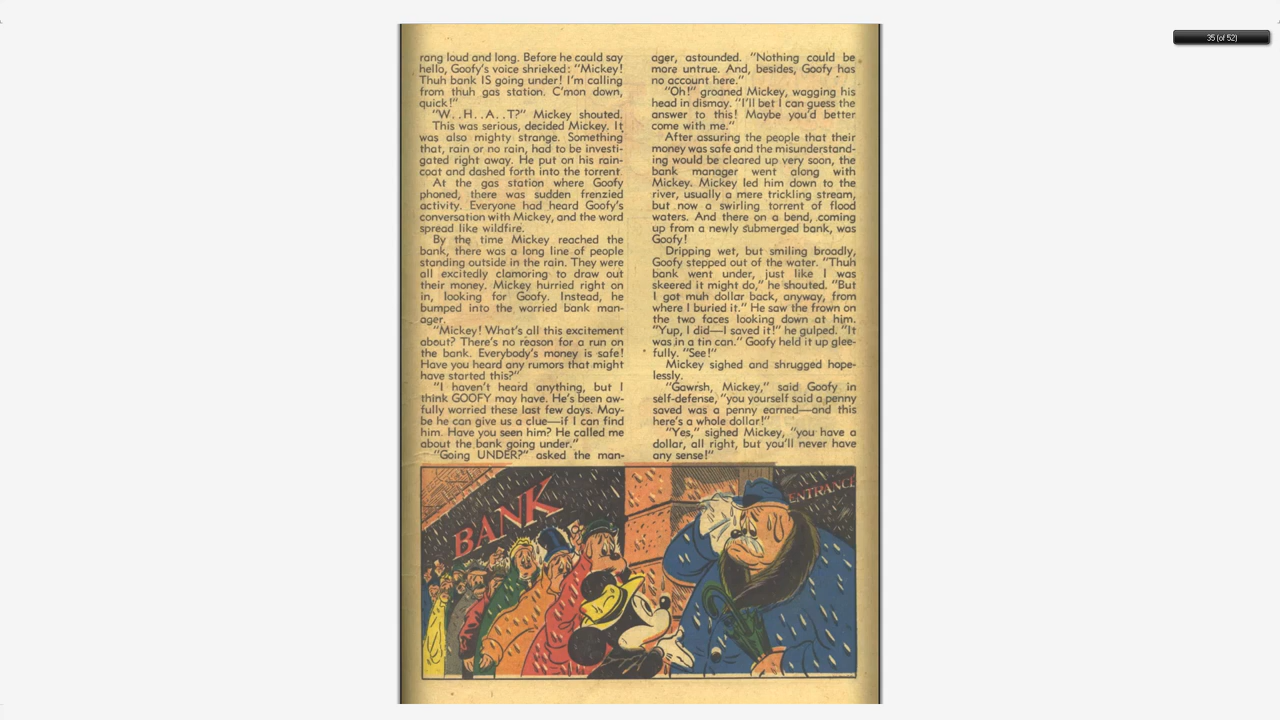 35 (of 52)
rang loud and long. Before he could say
hello, Goofy's voice shrieked: "Mickey!
Thuh bank IS going under! I'm calling
from thuh gas station. C'mon down,
quick!"
"W. . H. . A. . T?" Mickey shouted.
This was serious, decided Mickey. It
was also mighty strange. Something
that, rain or no rain, had to be investi-
gated right away. He put on his rain-
coat and dashed forth into the torrent.
At the gas station where Goofy
phoned, there was sudden frenzied
activity. Everyone had heard Goofy's
conversation with Mickey, and the word
spread like wildfire.
By the time Mickey reached the
bank, there was a long line of people
standing outside in the rain. They were
all excitedly clamoring to draw out
their money. Mickey hurried right on
in, looking for Goofy. Instead, he
bumped into the worried bank man-
ager.
"Mickey! What's all this excitement
about? There's no reason for a run on
the bank. Everybody's money is safe!
Have you heard any rumors that might
have started this?"
"I haven't heard anything, but I
think GOOFY may have. He's been aw-
fully worried these last few days. May-
be he can give us a clue—if I can find
him. Have you seen him? He called me
about the bank going under."
"Going UNDER?" asked the man-
ager, astounded. "Nothing could be
more untrue. And, besides, Goofy has
no account here."
"Oh!" groaned Mickey, wagging his
head in dismay. "I'll bet I can guess the
answer to this! Maybe you'd better
come with me."
After assuring the people that their
money was safe and the misunderstand-
ing would be cleared up very soon, the
bank manager went along with
Mickey. Mickey led him down to the
river, usually a mere trickling stream,
but now a swirling torrent of flood
waters. And there on a bend, coming
up from a newly submerged bank, was
Goofy!
Dripping wet, but smiling broadly,
Goofy stepped out of the water. "Thuh
bank went under, just like I was
skeered it might do," he shouted. "But
I got muh dollar back, anyway, from
where I buried it." He saw the frown on
the two faces looking down at him.
"Yup, I did—I saved it!" he gulped. "It
was in a tin can." Goofy held it up glee-
fully. "See!"
Mickey sighed and shrugged hope-
lessly.
"Gawrsh, Mickey," said Goofy in
self-defense, "you yourself said a penny
saved was a penny earned—and this
here's a whole dollar!"
"Yes," sighed Mickey, "you have a
dollar, all right, but you'll never have
any sense!"
BANK
ENTRANCE